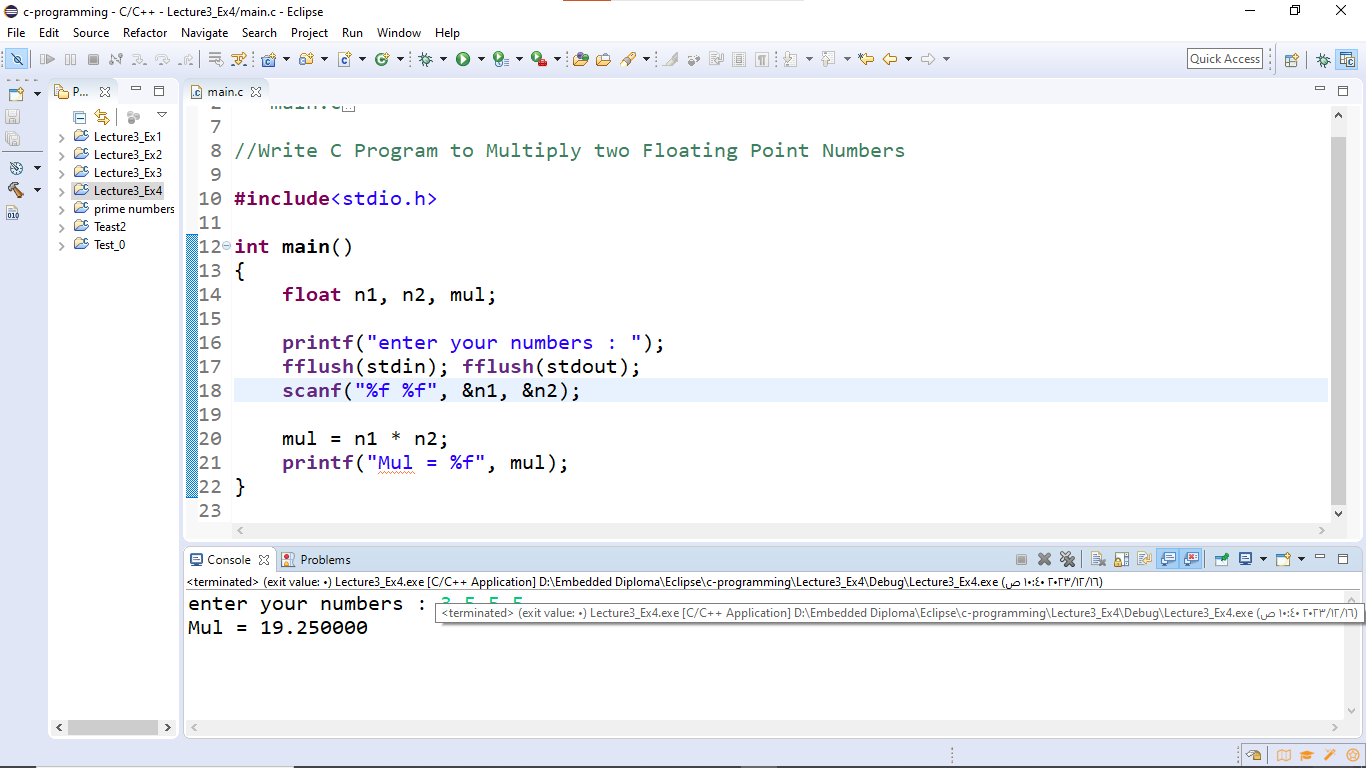 c-programming - C/C++ - Lecture3_Ex4/main.c - Eclipse
File Edit Source Refactor Navigate Search Project Run Window Help
Quick Access
P...
main.c
Lecture3_Ex1
Lecture3_Ex2
Lecture3_Ex3
Lecture3_Ex4
prime numbers
Teast2
Test_0
2 main.c
7
8 //Write C Program to Multiply two Floating Point Numbers
9
10 #include<stdio.h>
11
12 int main()
13 {
14 float n1, n2, mul;
15
16 printf("enter your numbers : ");
17 fflush(stdin); fflush(stdout);
18 scanf("%f %f", &n1, &n2);
19
20 mul = n1 * n2;
21 printf("Mul = %f", mul);
22 }
23
Console Problems
<terminated> (exit value: ٠) Lecture3_Ex4.exe [C/C++ Application] D:\Embedded Diploma\Eclipse\c-programming\Lecture3_Ex4\Debug\Lecture3_Ex4.exe (٢٠٢٣/١٢/١٦ ١٠:٤٠ ص)
enter your numbers : 3.5 5.5
<terminated> (exit value: ٠) Lecture3_Ex4.exe [C/C++ Application] D:\Embedded Diploma\Eclipse\c-programming\Lecture3_Ex4\Debug\Lecture3_Ex4.exe (٢٠٢٣/١٢/١٦ ١٠:٤٠ ص)
Mul = 19.250000